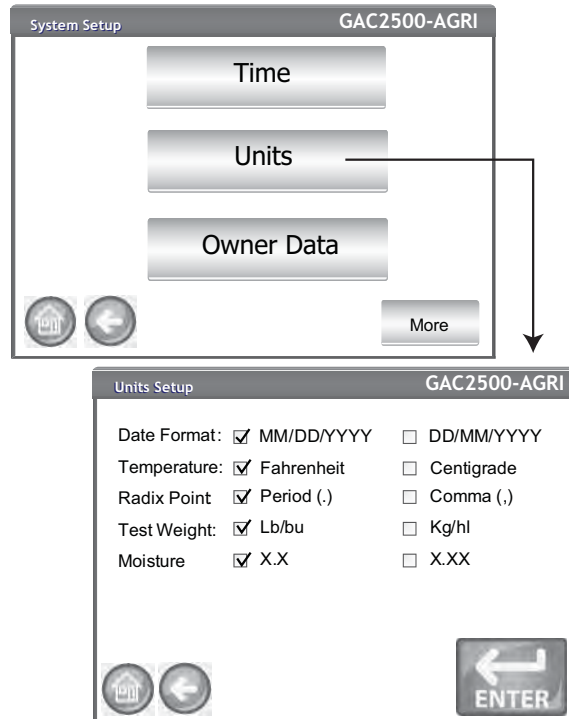 System Setup GAC2500-AGRI
Time
Units
Owner Data
More
Units Setup GAC2500-AGRI
Date Format: MM/DD/YYYY DD/MM/YYYY
Temperature: Fahrenheit Centigrade
Radix Point Period (.) Comma (,)
Test Weight: Lb/bu Kg/hl
Moisture X.X X.XX
ENTER